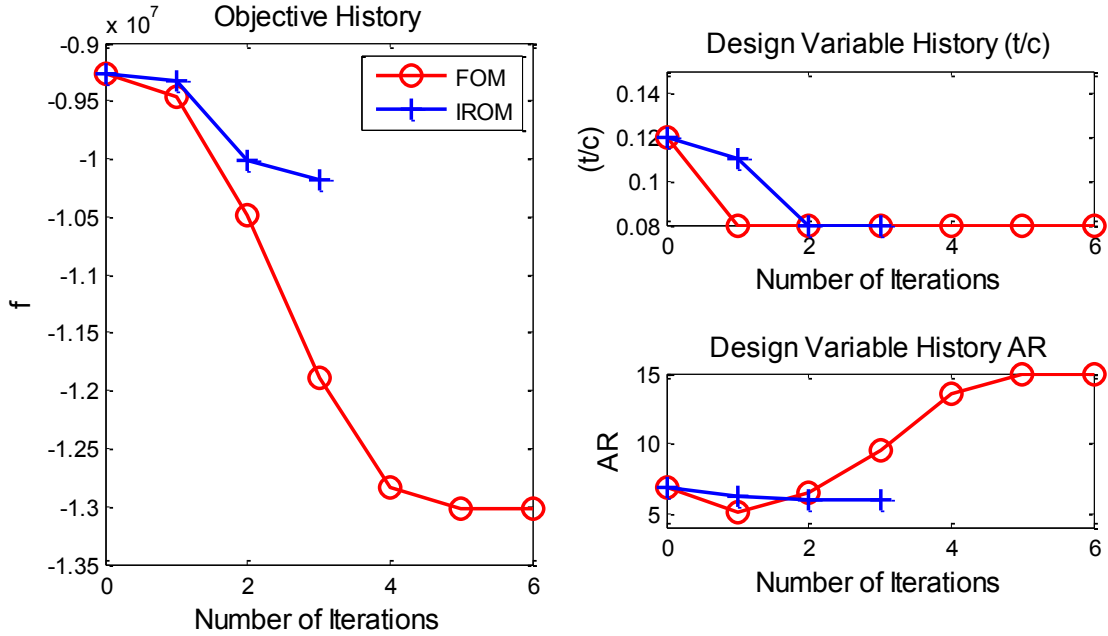 Objective History
x 10^7
-0.9
-0.95
-1
-1.05
-1.1
-1.15
-1.2
-1.25
-1.3
-1.35
f
0 2 4 6
Number of Iterations
FOM
IROM
Design Variable History (t/c)
0.14
0.12
0.1
0.08
(t/c)
0 2 4 6
Number of Iterations
Design Variable History AR
15
10
5
AR
0 2 4 6
Number of Iterations